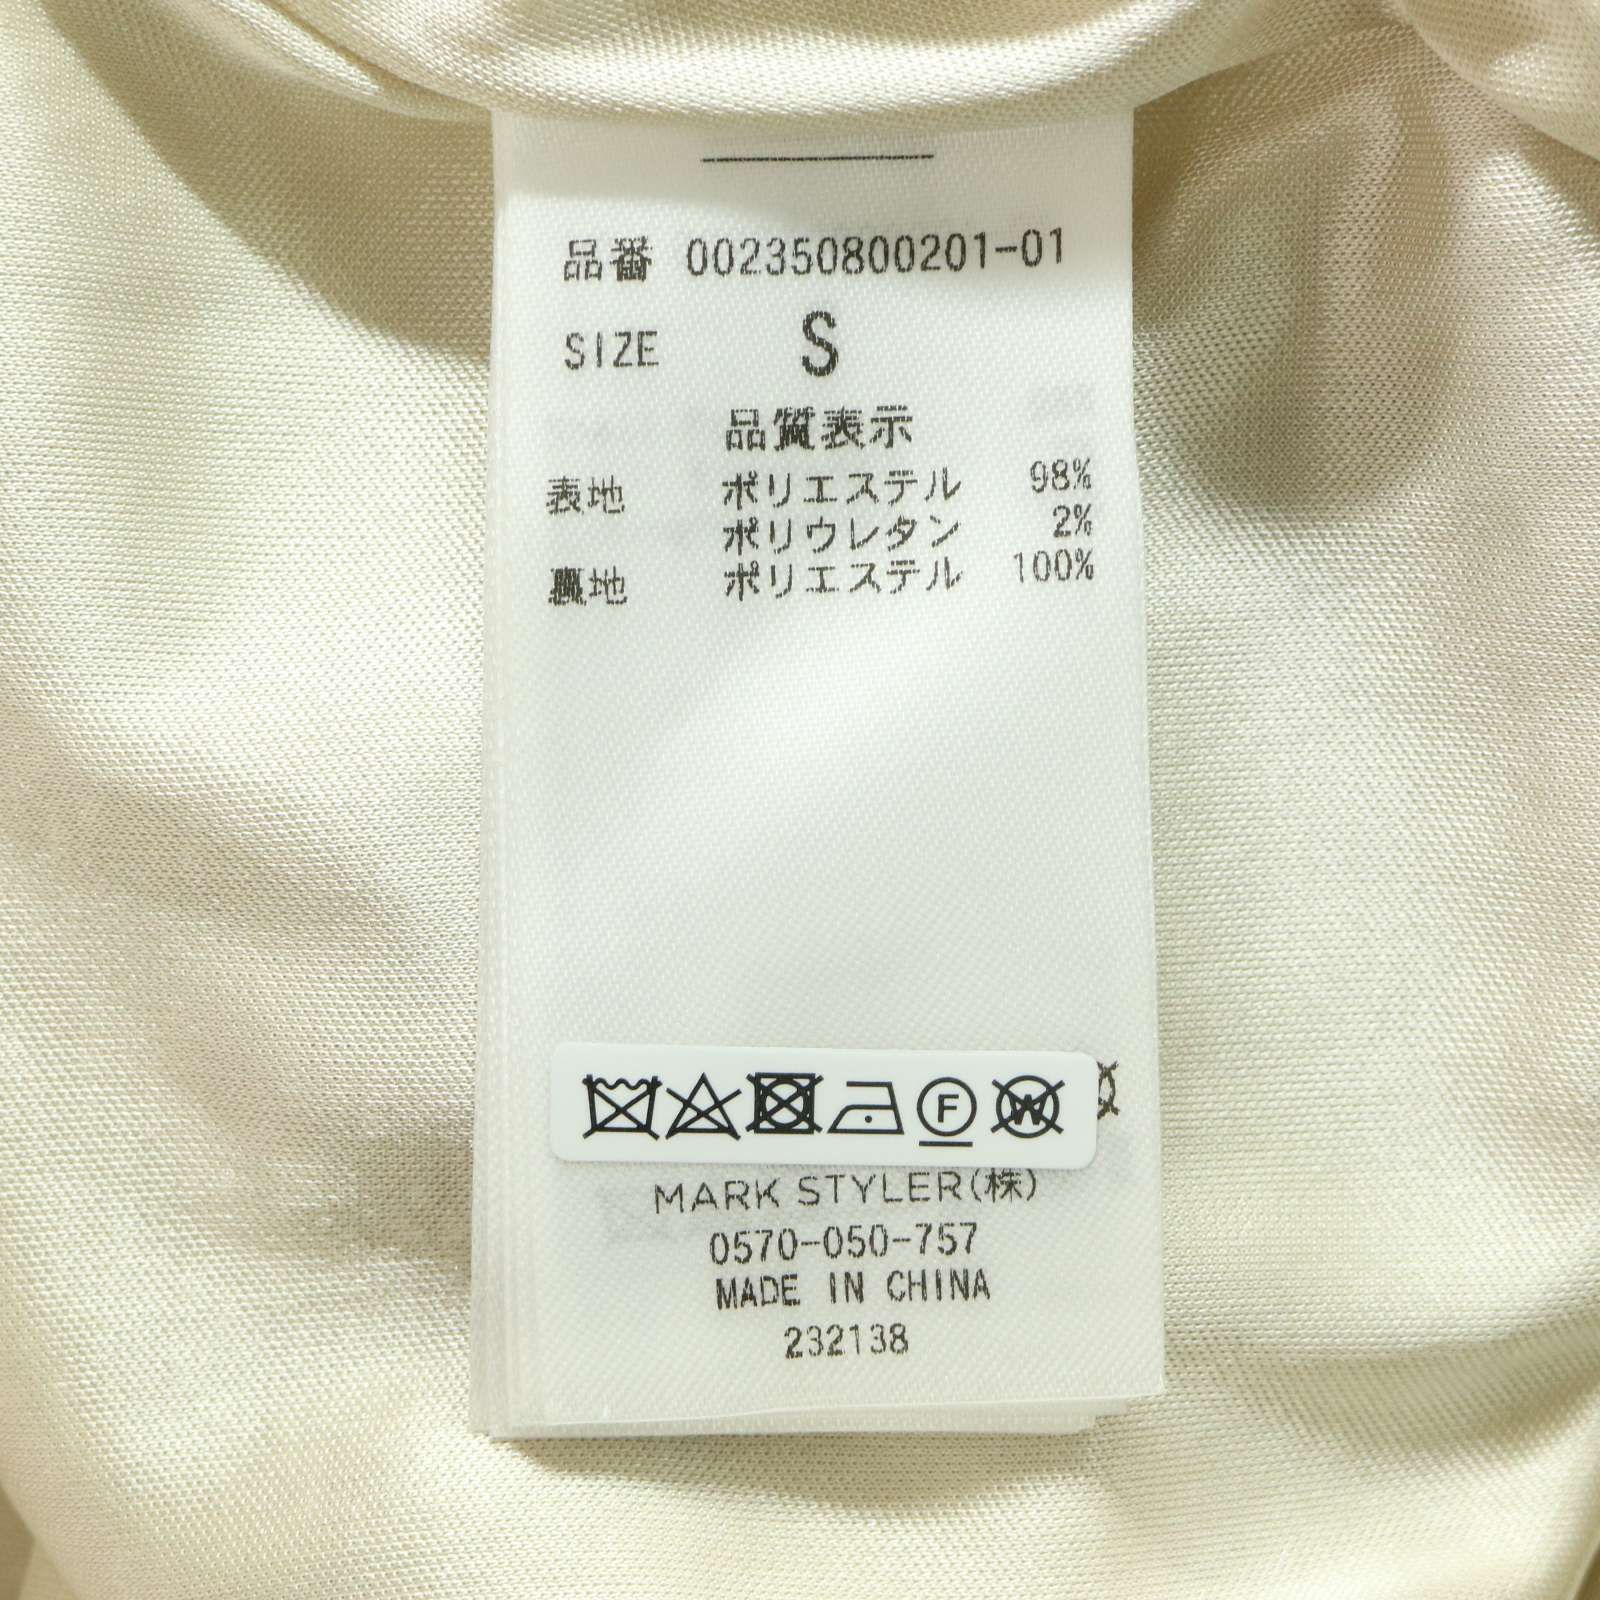 品番 002350800201-01
SIZE S
品質表示
表地 ポリエステル 98%
ポリウレタン 2%
裏地 ポリエステル 100%
F W
MARK STYLER(株)
0570-050-757
MADE IN CHINA
232138